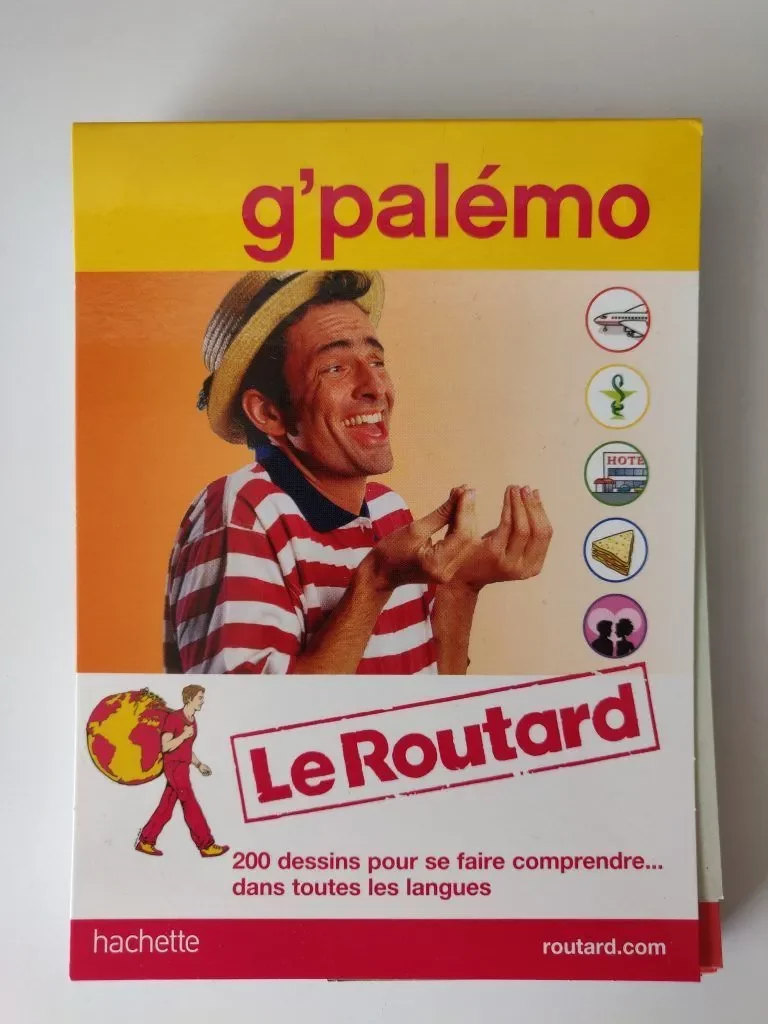 g'palémo
HOTE
Le Routard
200 dessins pour se faire comprendre...
dans toutes les langues
hachette
routard.com